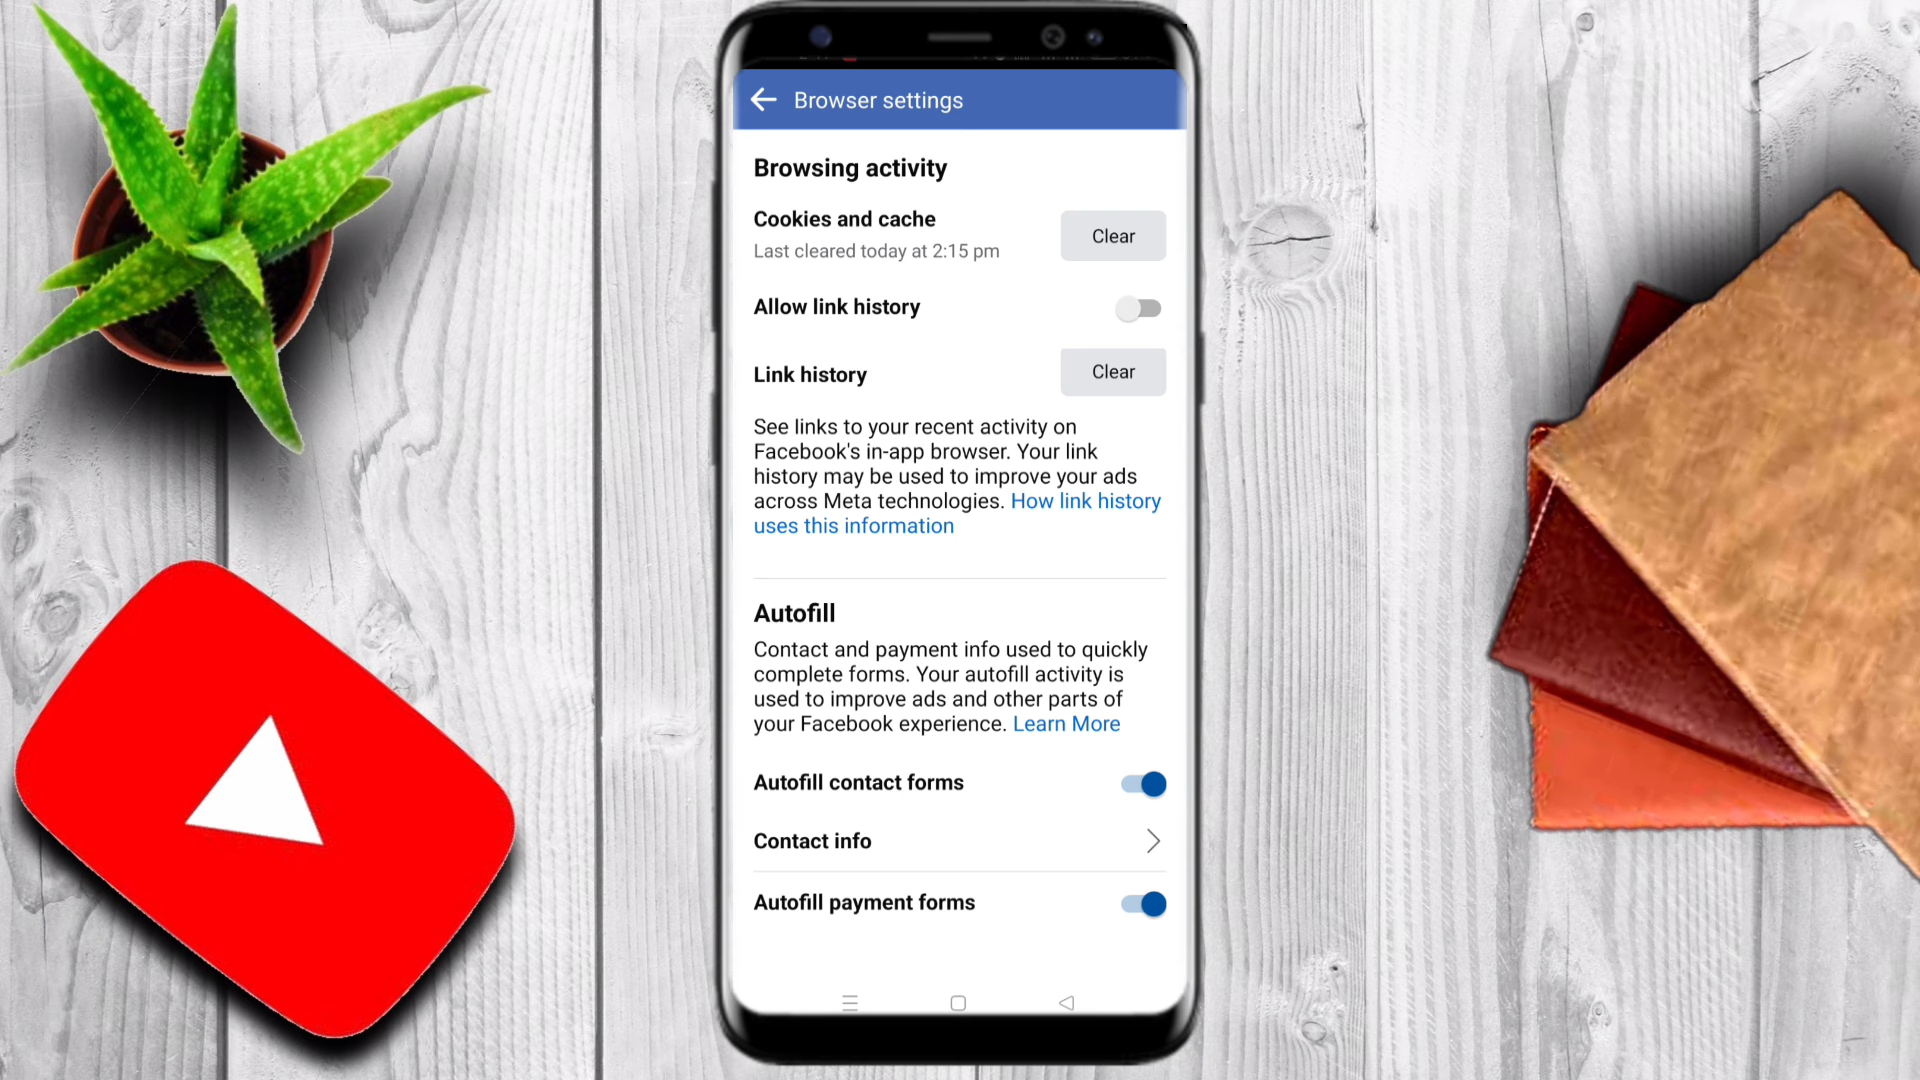 Browser settings
Browsing activity
Cookies and cache
Last cleared today at 2:15 pm
Clear
Allow link history
Link history
Clear
See links to your recent activity on
Facebook's in-app browser. Your link
history may be used to improve your ads
across Meta technologies. How link history
uses this information
Autofill
Contact and payment info used to quickly
complete forms. Your autofill activity is
used to improve ads and other parts of
your Facebook experience. Learn More
Autofill contact forms
Contact info
Autofill payment forms